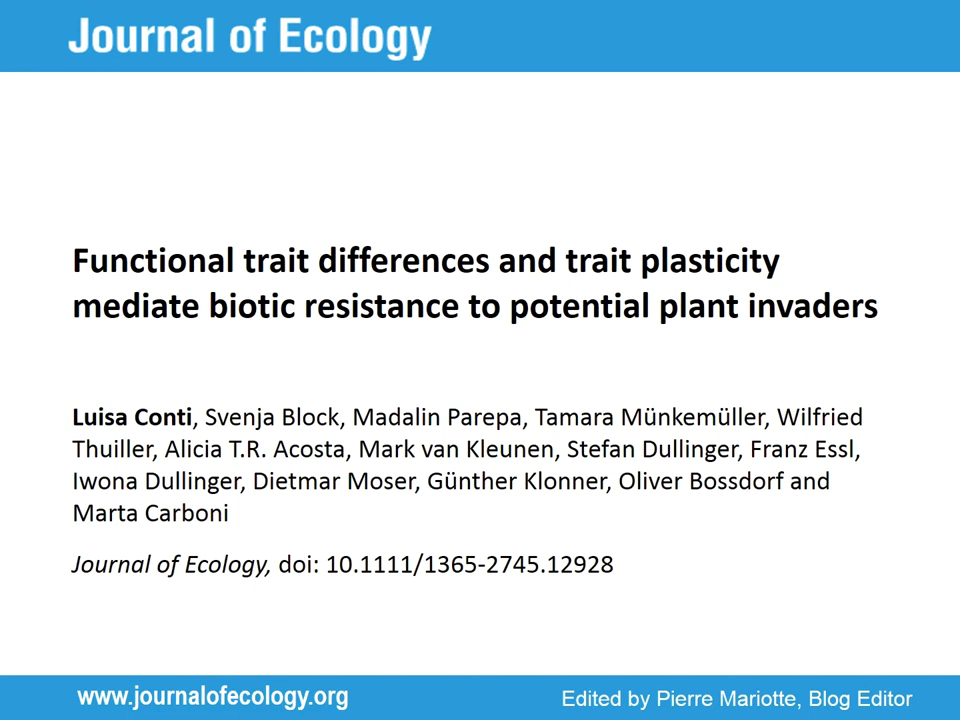 Journal of Ecology
Functional trait differences and trait plasticity
mediate biotic resistance to potential plant invaders
Luisa Conti, Svenja Block, Madalin Parepa, Tamara Münkemüller, Wilfried
Thuiller, Alicia T.R. Acosta, Mark van Kleunen, Stefan Dullinger, Franz Essl,
Iwona Dullinger, Dietmar Moser, Günther Klonner, Oliver Bossdorf and
Marta Carboni
Journal of Ecology, doi: 10.1111/1365-2745.12928
www.journalofecology.org
Edited by Pierre Mariotte, Blog Editor